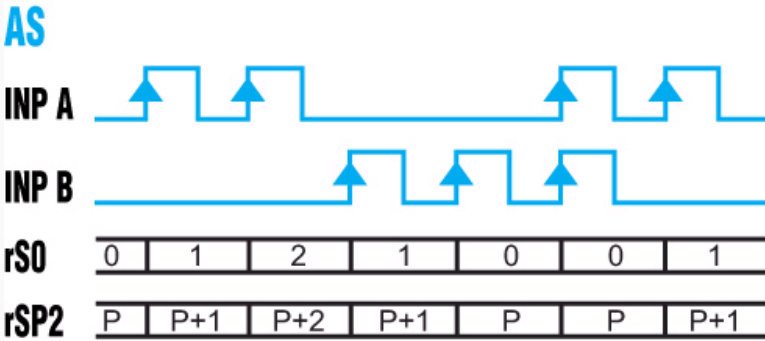 AS
INP A
INP B
rS0 0 1 2 1 0 0 1
rSP2 P P+1 P+2 P+1 P P P+1